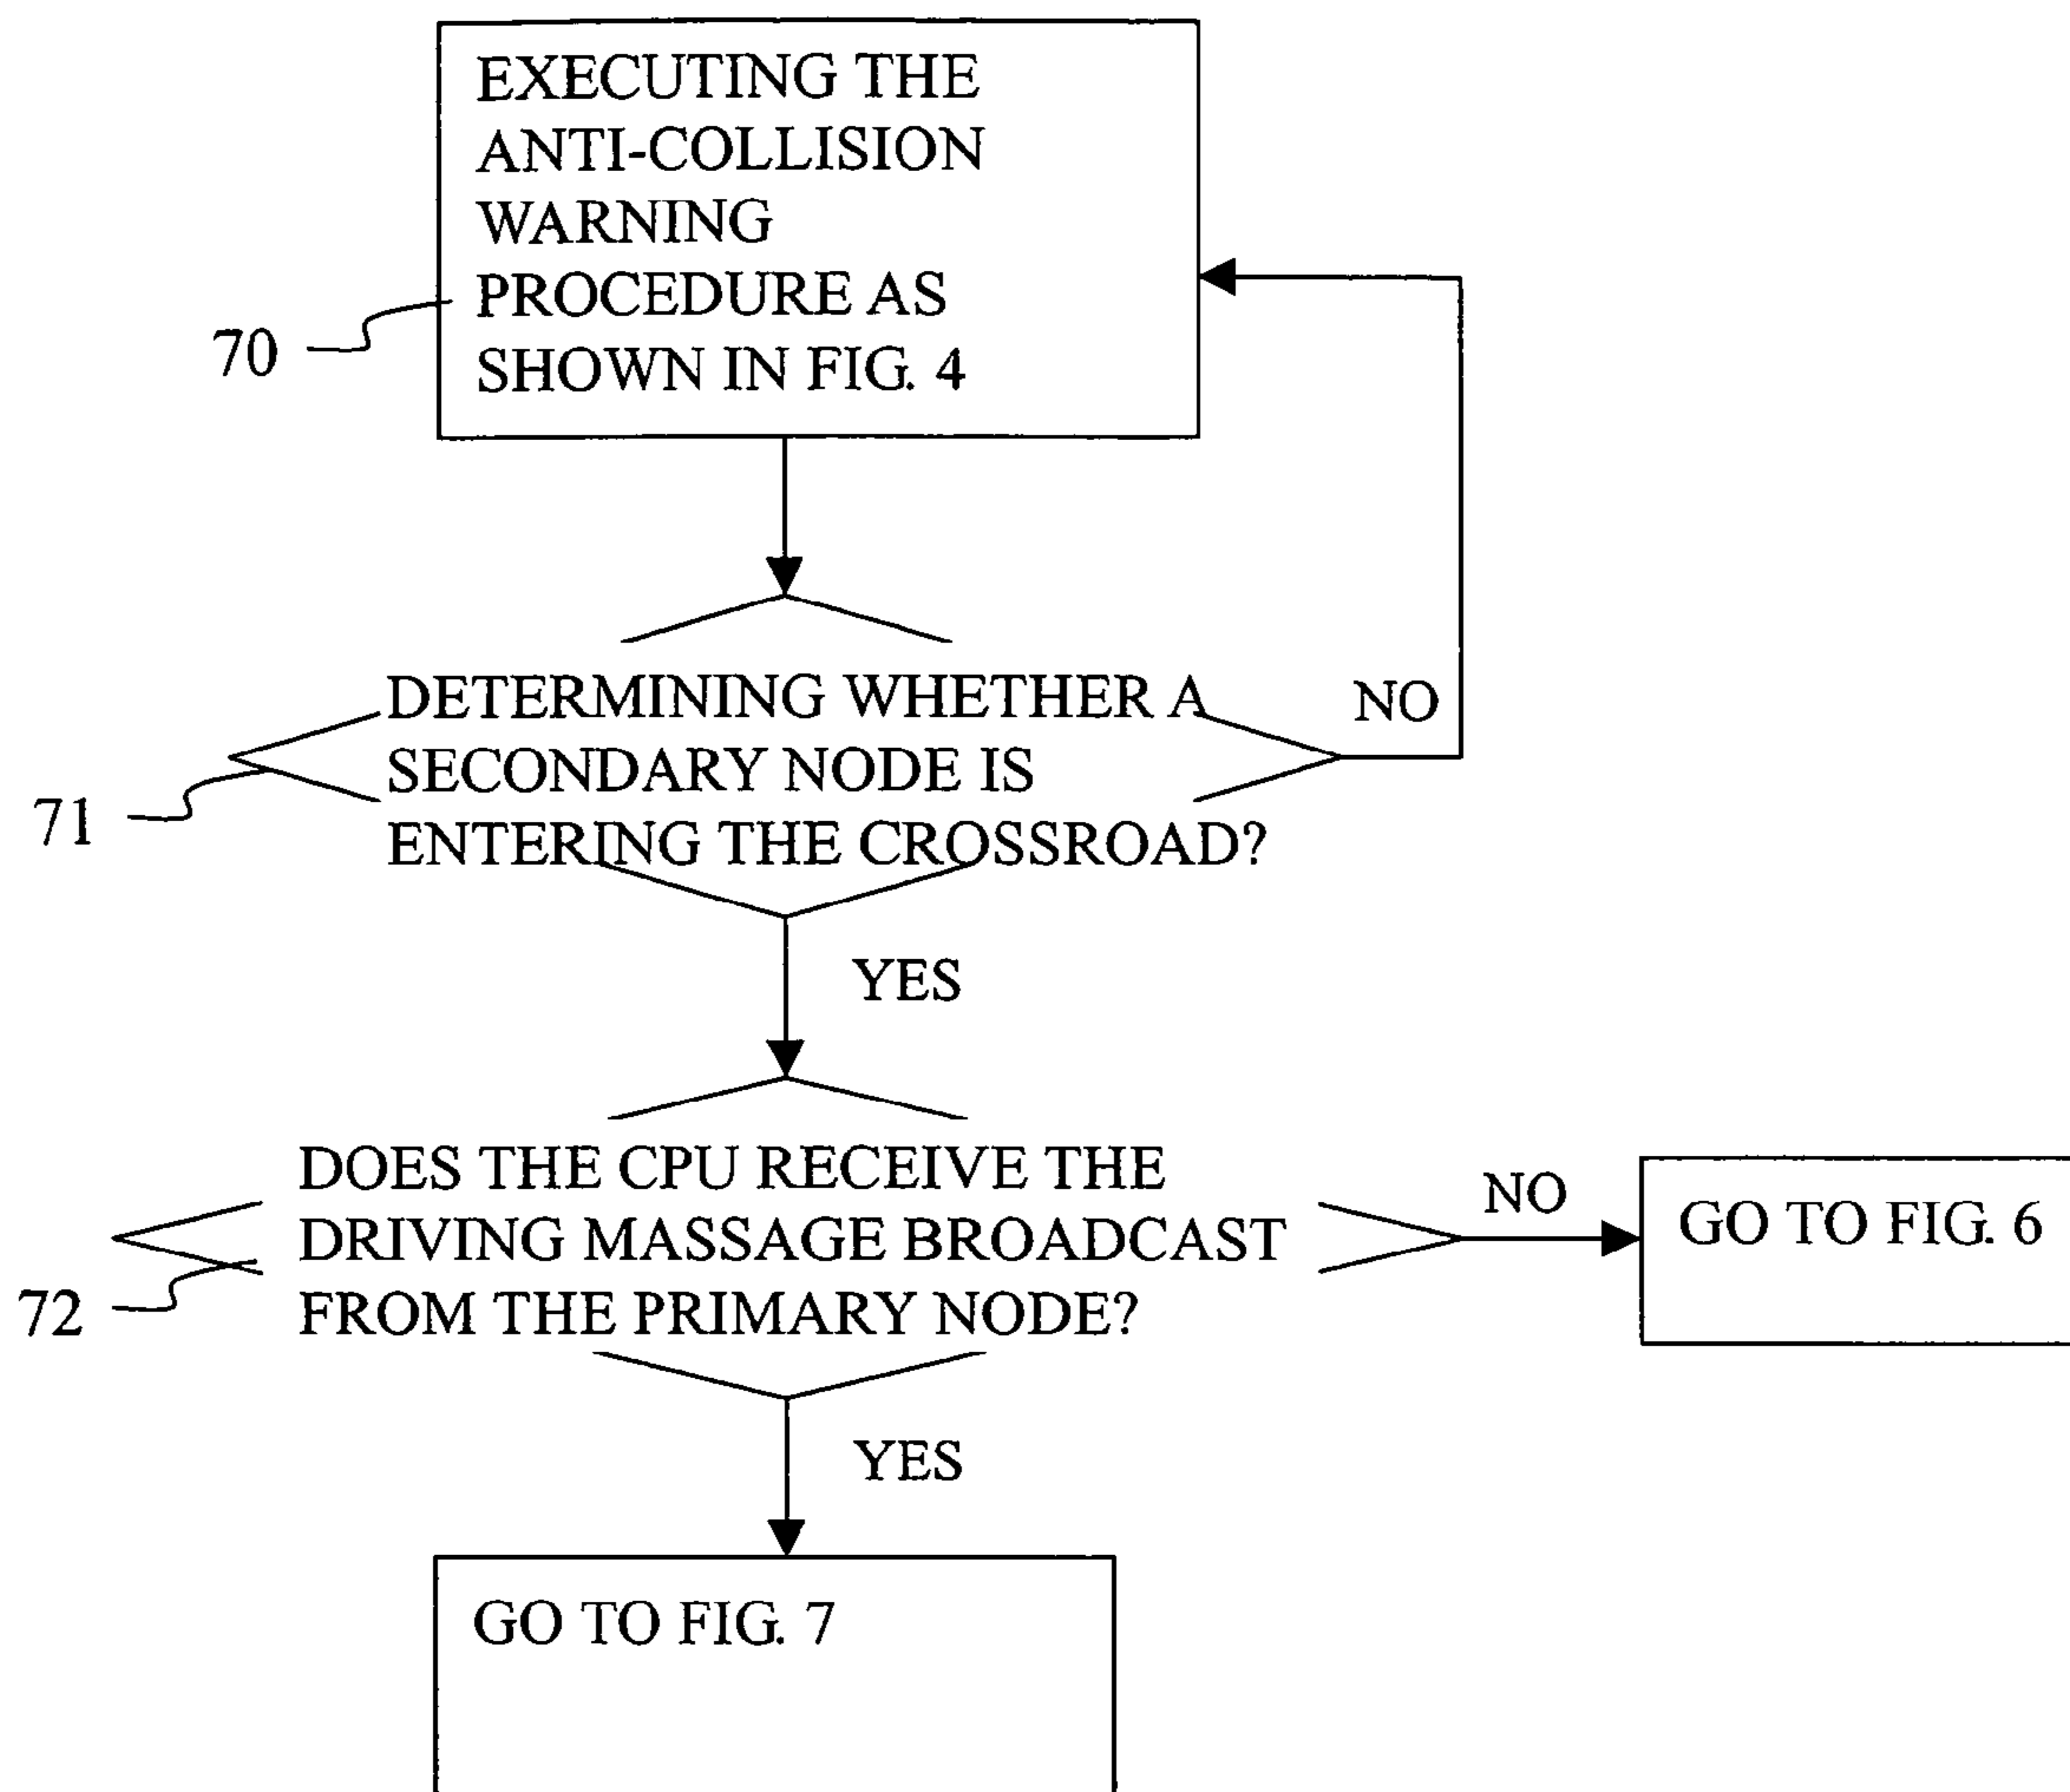 EXECUTING THE
ANTI-COLLISION
WARNING
PROCEDURE AS
SHOWN IN FIG. 4
70
DETERMINING WHETHER A
SECONDARY NODE IS
ENTERING THE CROSSROAD?
NO
71
YES
DOES THE CPU RECEIVE THE
DRIVING MASSAGE BROADCAST
FROM THE PRIMARY NODE?
NO
GO TO FIG. 6
72
YES
GO TO FIG. 7